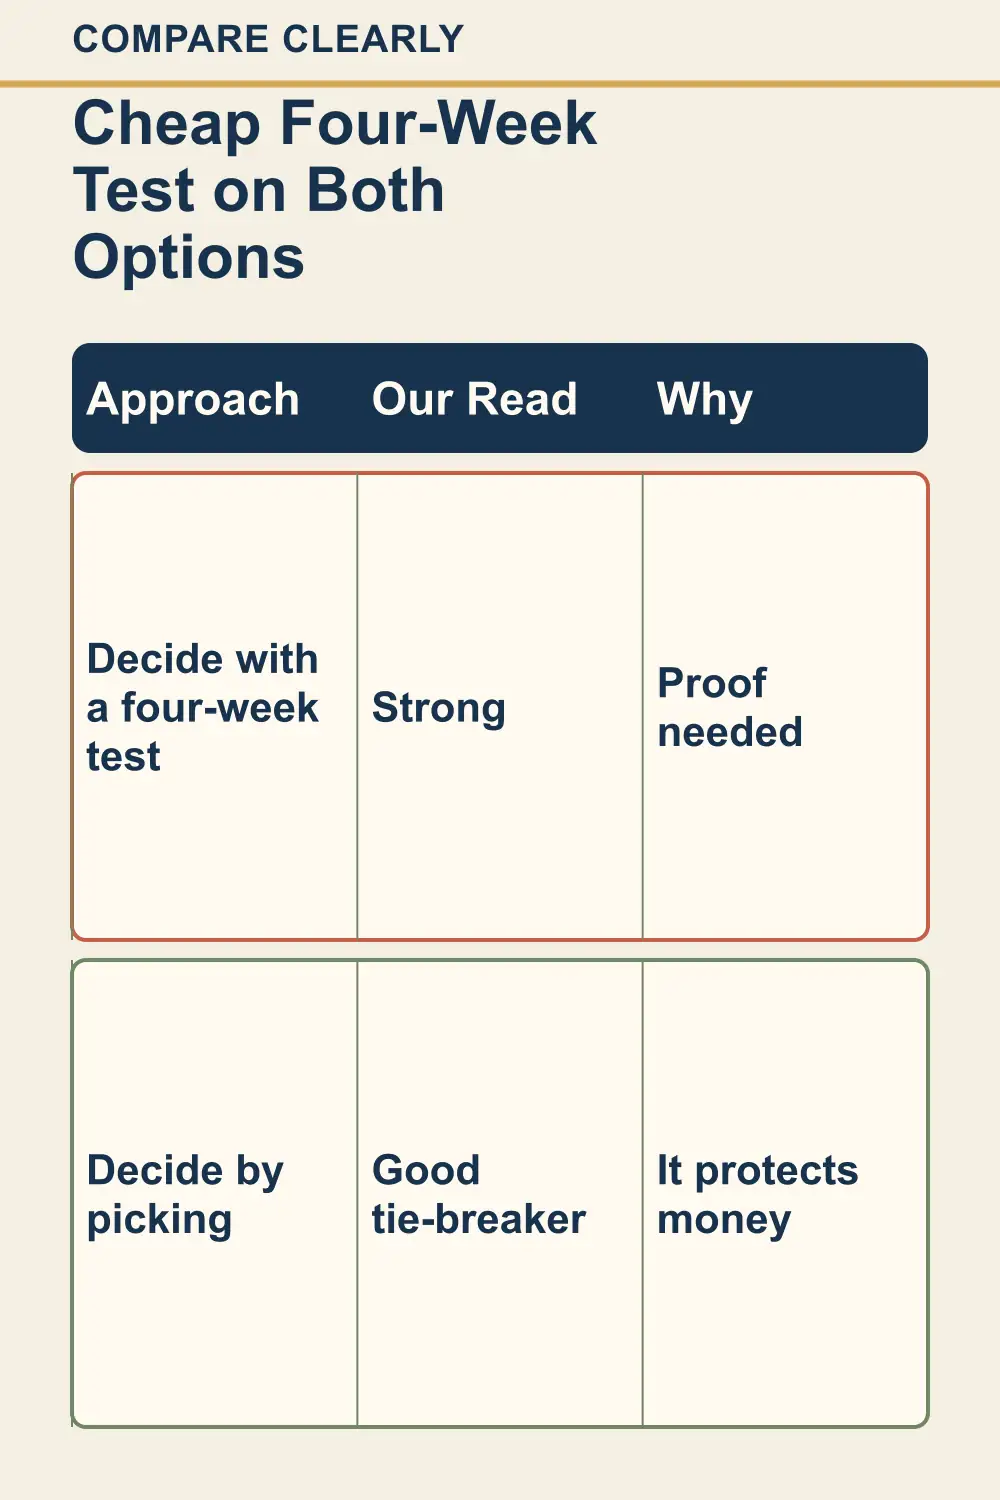 COMPARE CLEARLY
Cheap Four-Week
Test on Both
Options
Approach Our Read Why
Decide with
a four-week
test
Strong
Proof
needed
Decide by
picking
Good
tie-breaker
It protects
money